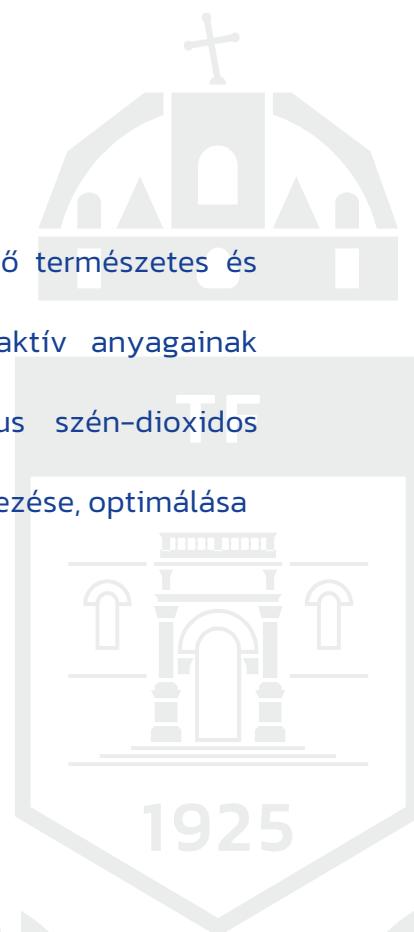 ő természetes és
aktív anyagainak
us szén-dioxidos
ezése, optimálása
TF
1925